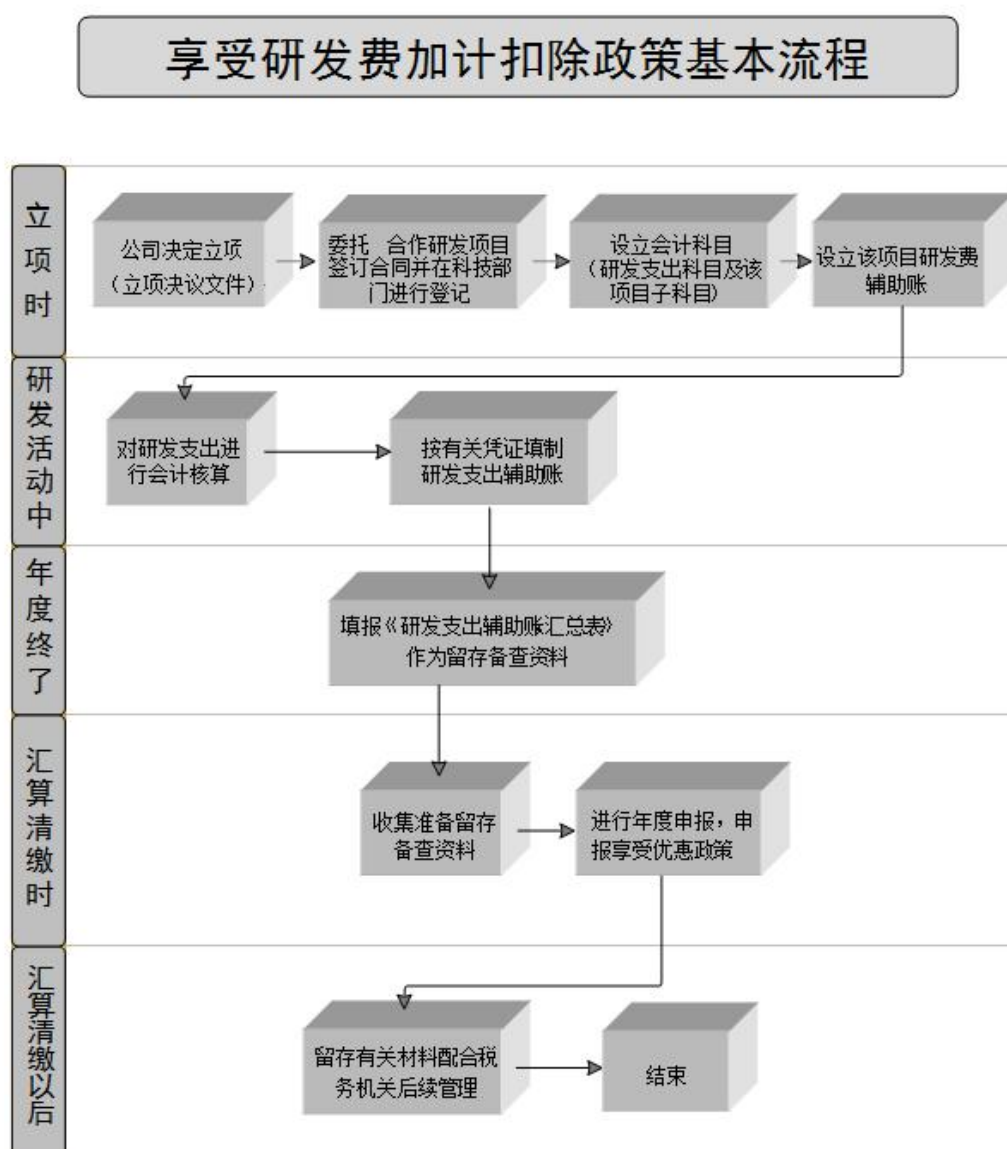 享受研发费加计扣除政策基本流程
立项时
公司决定立项
（立项决议文件）
委托 合作研发项目
签订合同并在科技部
门进行登记
设立会计科目
（研发支出科目及该
项目子科目）
设立该项目研发费
辅助账
研发活动中
对研发支出进
行会计核算
按有关凭证填制
研发支出辅助账
年度终了
填报《研发支出辅助账汇总表》
作为留存备查资料
汇算清缴时
收集准备留存
备查资料
进行年度申报，申
报享受优惠政策
汇算清缴以后
留存有关材料配合税
务机关后续管理
结束